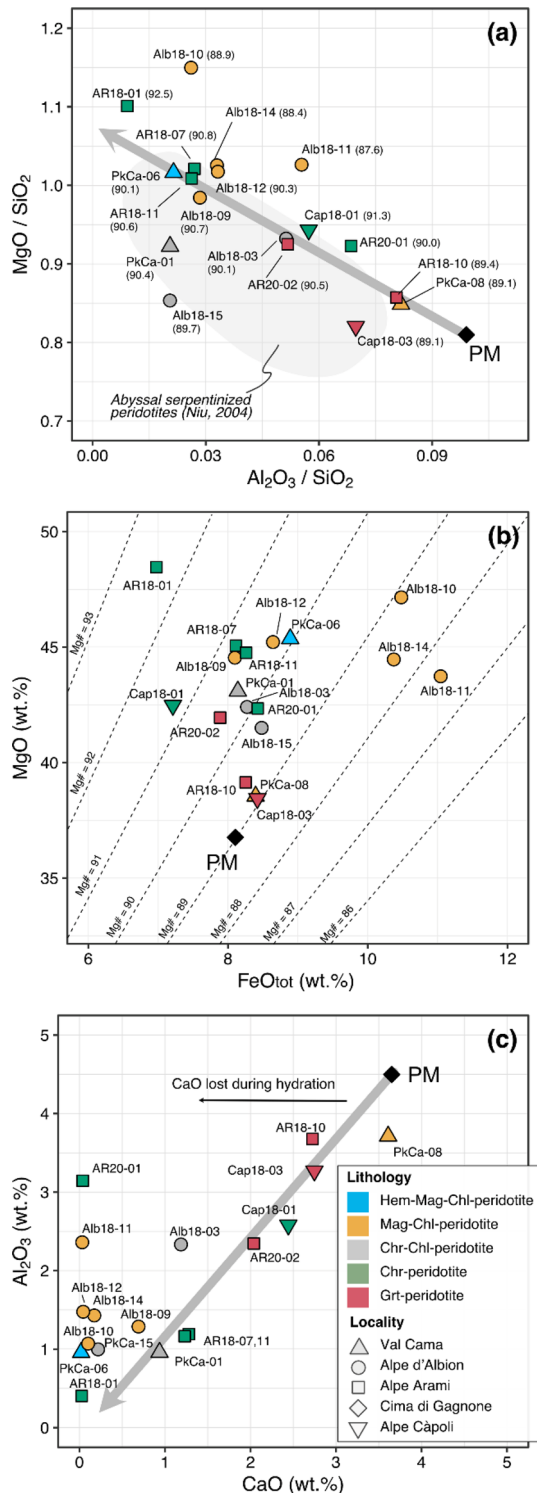 (a)
Alb18-10 (88.9)
AR18-01 (92.5)
Alb18-14 (88.4)
AR18-07 (90.8)
Alb18-11 (87.6)
PkCa-06
(90.1)
Alb18-12 (90.3)
AR18-11
(90.6)
Alb18-09
(90.7)
Cap18-01 (91.3)
PkCa-01
(90.4)
Alb18-03
(90.1)
AR20-01 (90.0)
AR20-02 (90.5)
AR18-10 (89.4)
PkCa-08 (89.1)
Alb18-15
(89.7)
Cap18-03 (89.1)
PM
Abyssal serpentinized
peridotites (Niu, 2004)
MgO / SiO2
1.2
1.1
1.0
0.9
0.8
0.7
0.00 0.03 0.06 0.09
Al2O3 / SiO2
(b)
AR18-01
Mg# = 93
Alb18-12
PkCa-06
Alb18-10
AR18-07
Alb18-14
Alb18-09
AR18-11
Alb18-11
PkCa-01
Cap18-01
Alb18-03
AR20-01
AR20-02
Alb18-15
Mg# = 92
AR18-10
PkCa-08
Cap18-03
PM
Mg# = 91
Mg# = 90
Mg# = 89
Mg# = 88
Mg# = 87
Mg# = 86
MgO (wt.%)
50
45
40
35
6 8 10 12
FeOtot (wt.%)
(c)
PM
CaO lost during hydration
AR18-10
PkCa-08
AR20-01
Cap18-03
Cap18-01
Alb18-11
Alb18-03
AR20-02
Alb18-12
Alb18-14
Alb18-09
Alb18-10
PkCa-15
AR18-07,11
PkCa-06
PkCa-01
AR18-01
Lithology
Hem-Mag-Chl-peridotite
Mag-Chl-peridotite
Chr-Chl-peridotite
Chr-peridotite
Grt-peridotite
Locality
Val Cama
Alpe d'Albion
Alpe Arami
Cima di Gagnone
Alpe Càpoli
Al2O3 (wt.%)
5
4
3
2
1
0
0 1 2 3 4 5
CaO (wt.%)